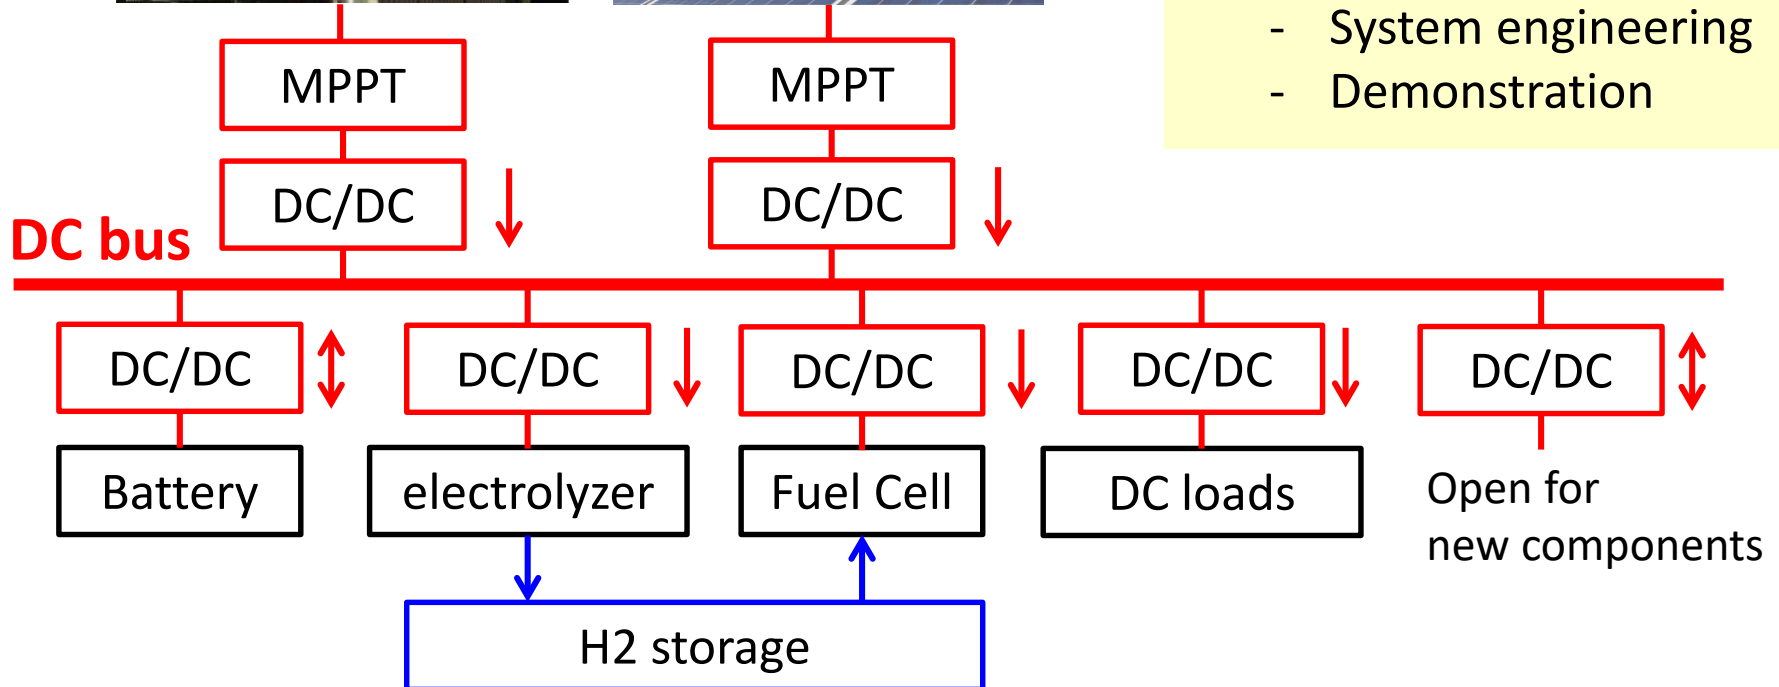 - System engineering
- Demonstration
MPPT
MPPT
DC/DC
DC/DC
DC bus
DC/DC
DC/DC
DC/DC
DC/DC
DC/DC
Battery
electrolyzer
Fuel Cell
DC loads
Open for
new components
H2 storage